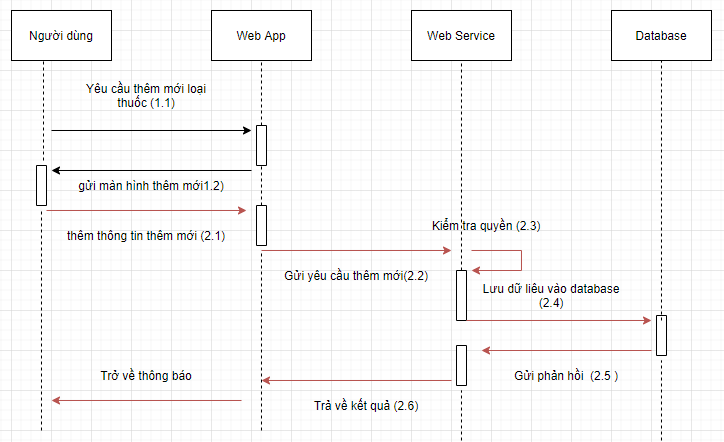 Người dùng
Web App
Web Service
Database
Yêu cầu thêm mới loại
thuốc (1.1)
gửi màn hình thêm mới1.2)
thêm thông tin thêm mới (2.1)
Kiểm tra quyền (2.3)
Gửi yêu cầu thêm mới(2.2)
Lưu dữ liêu vào database
(2.4)
Trở về thông báo
Gửi phản hồi (2.5 )
Trả về kết quả (2.6)